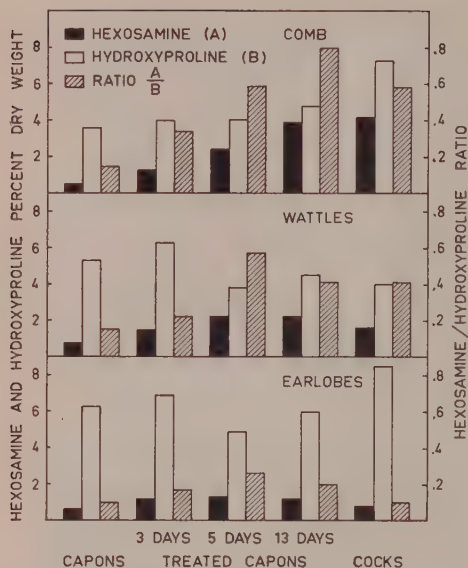 HEXOSAMINE AND HYDROXYPROLINE PERCENT DRY WEIGHT
HEXOSAMINE (A)
HYDROXYPROLINE (B)
RATIO A/B
COMB
8
6
4
2
.8
.6
.4
.2
WATTLES
8
6
4
2
.8
.6
.4
.2
EARLOBES
8
6
4
2
.8
.6
.4
.2
HEXOSAMINE/HYDROXYPROLINE RATIO
3 DAYS 5 DAYS 13 DAYS
CAPONS TREATED CAPONS COCKS